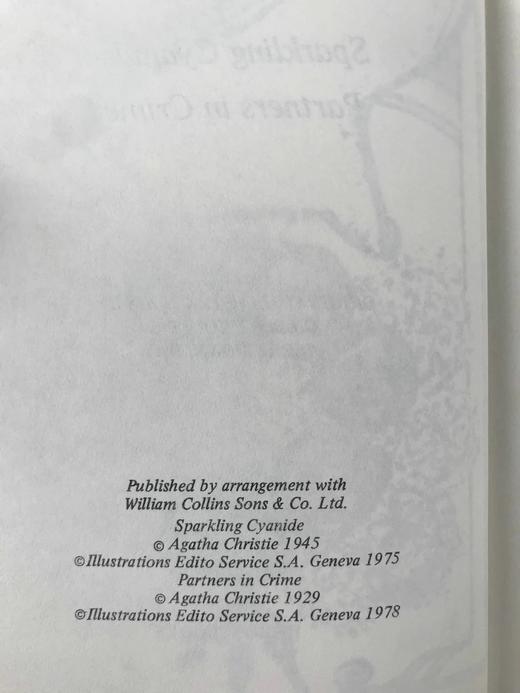 Published by arrangement with
William Collins Sons & Co. Ltd.
Sparkling Cyanide
© Agatha Christie 1945
©Illustrations Edito Service S.A. Geneva 1975
Partners in Crime
© Agatha Christie 1929
©Illustrations Edito Service S.A. Geneva 1978